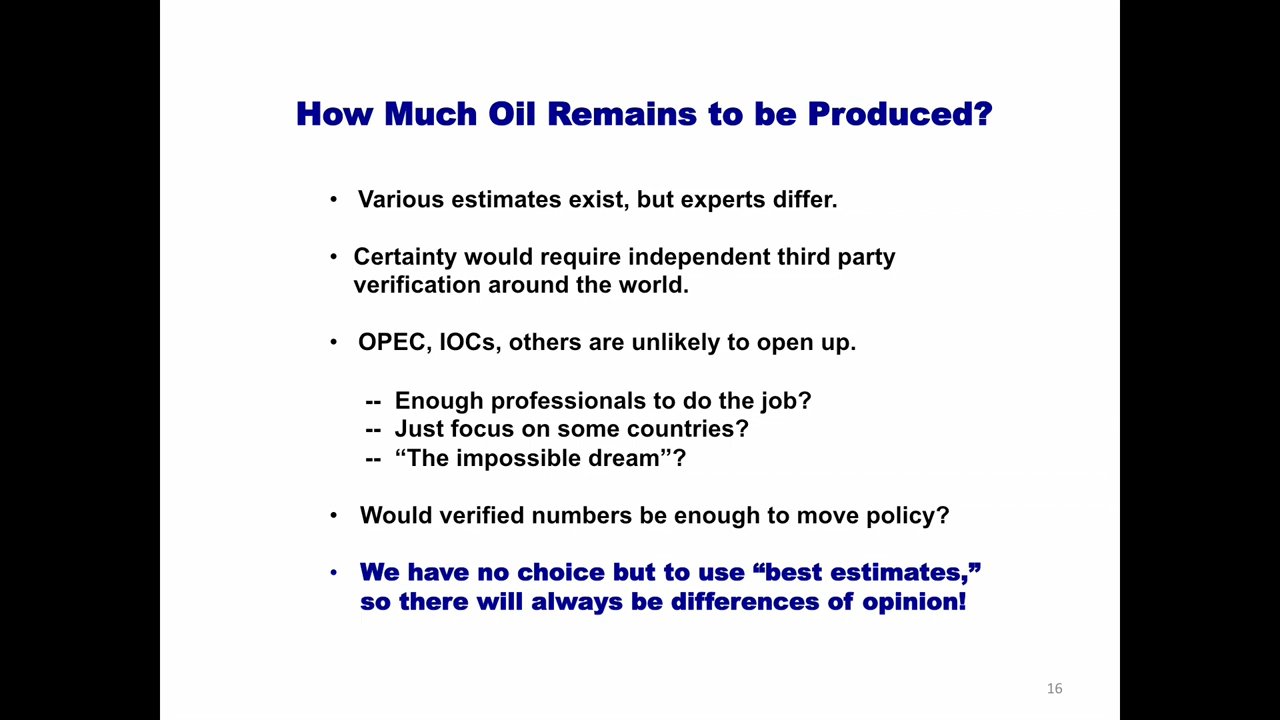 How Much Oil Remains to be Produced?
• Various estimates exist, but experts differ.
• Certainty would require independent third party
verification around the world.
• OPEC, IOCs, others are unlikely to open up.
-- Enough professionals to do the job?
-- Just focus on some countries?
-- “The impossible dream”?
• Would verified numbers be enough to move policy?
• We have no choice but to use “best estimates,”
so there will always be differences of opinion!
16